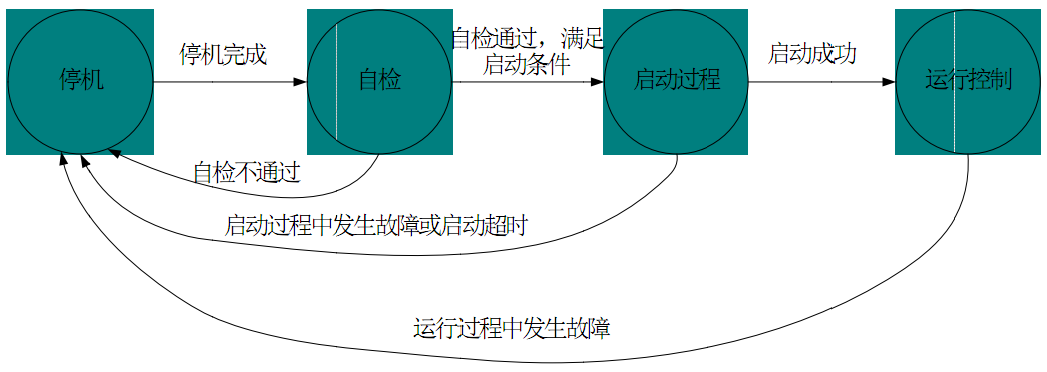 停机完成
自检通过，满足
启动条件
启动成功
停机
自检
启动过程
运行控制
自检不通过
启动过程中发生故障或启动超时
运行过程中发生故障